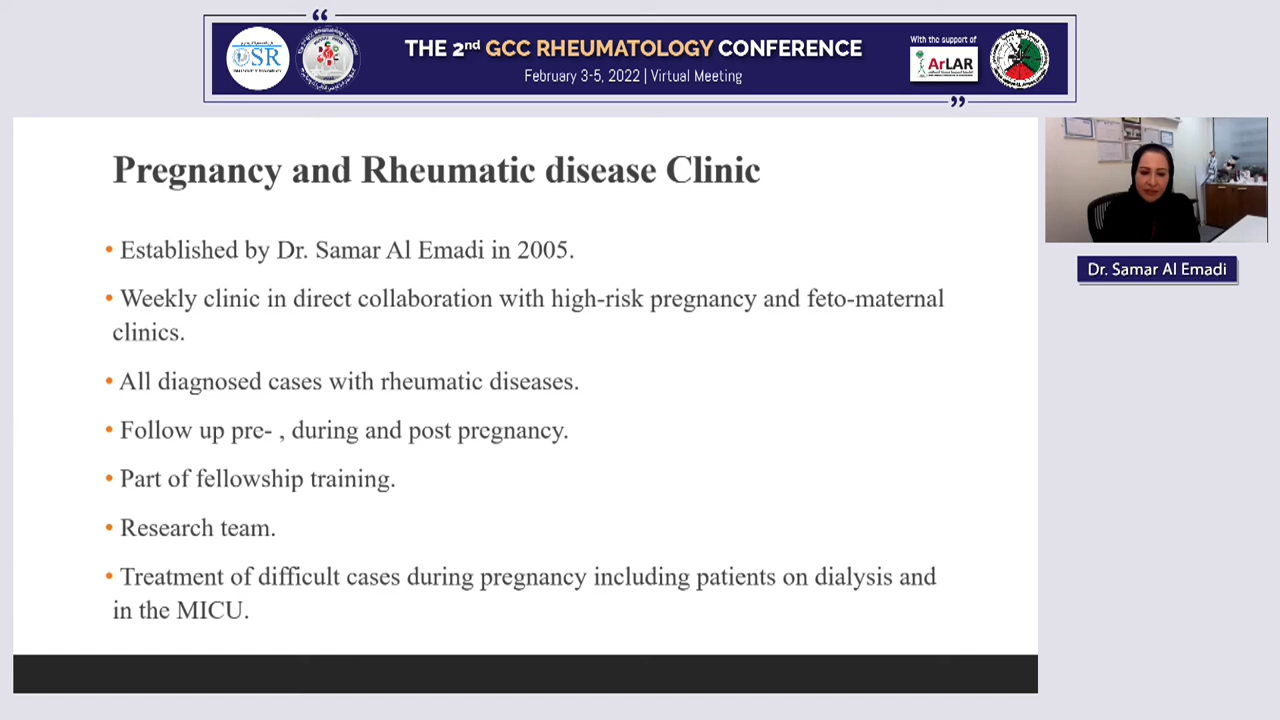 THE 2nd GCC RHEUMATOLOGY CONFERENCE
February 3-5, 2022 | Virtual Meeting
OSR
With the support of
ArLAR
Pregnancy and Rheumatic disease Clinic
• Established by Dr. Samar Al Emadi in 2005.
• Weekly clinic in direct collaboration with high-risk pregnancy and feto-maternal
clinics.
• All diagnosed cases with rheumatic diseases.
• Follow up pre- , during and post pregnancy.
• Part of fellowship training.
• Research team.
• Treatment of difficult cases during pregnancy including patients on dialysis and
in the MICU.
Dr. Samar Al Emadi